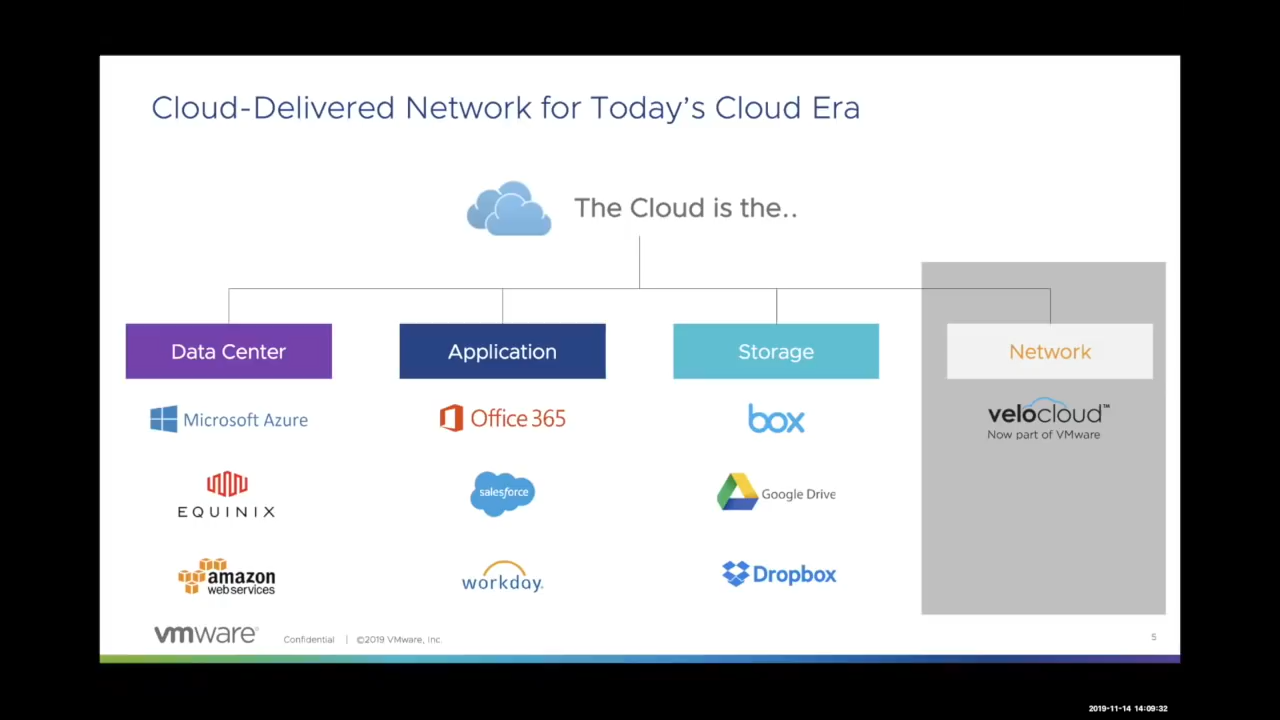 Cloud-Delivered Network for Today's Cloud Era
The Cloud is the..
Data Center
Application
Storage
Network
Microsoft Azure
Office 365
box
velocloud™
Now part of VMware
EQUINIX
salesforce
Google Drive
amazon
web services
workday.
Dropbox
vmware®
Confidential | ©2019 VMware, Inc.
5
2019-11-14 14:09:32